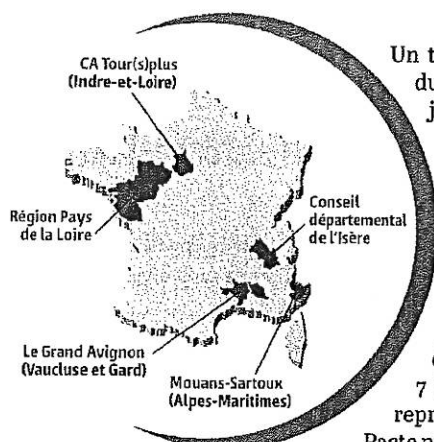 CA Tour(s)plus
(Indre-et-Loire)
Région Pays
de la Loire
Conseil
départemental
de l'Isère
Le Grand Avignon
(Vaucluse et Gard)
Mouans-Sartoux
(Alpes-Maritimes)
Un t
du
j
7
repr
Pacte n